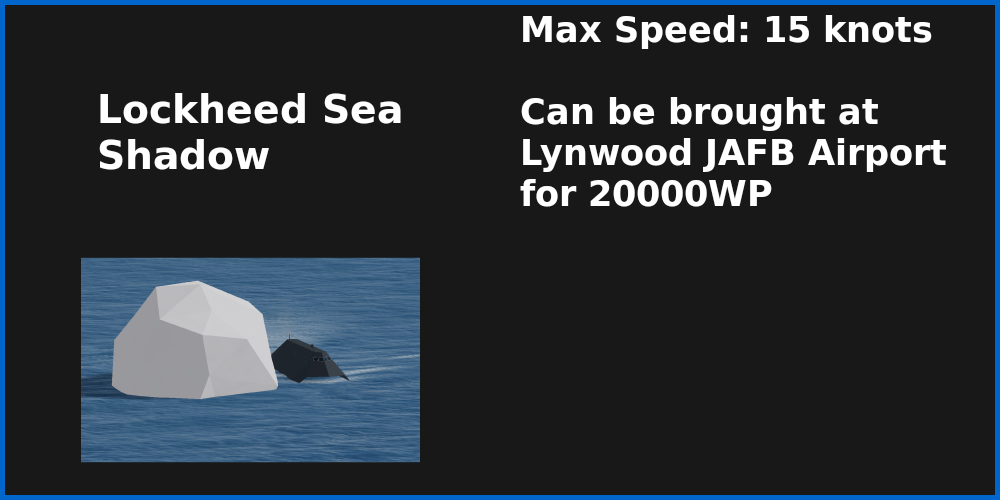 Max Speed: 15 knots
Lockheed Sea
Shadow
Can be brought at
Lynwood JAFB Airport
for 20000WP